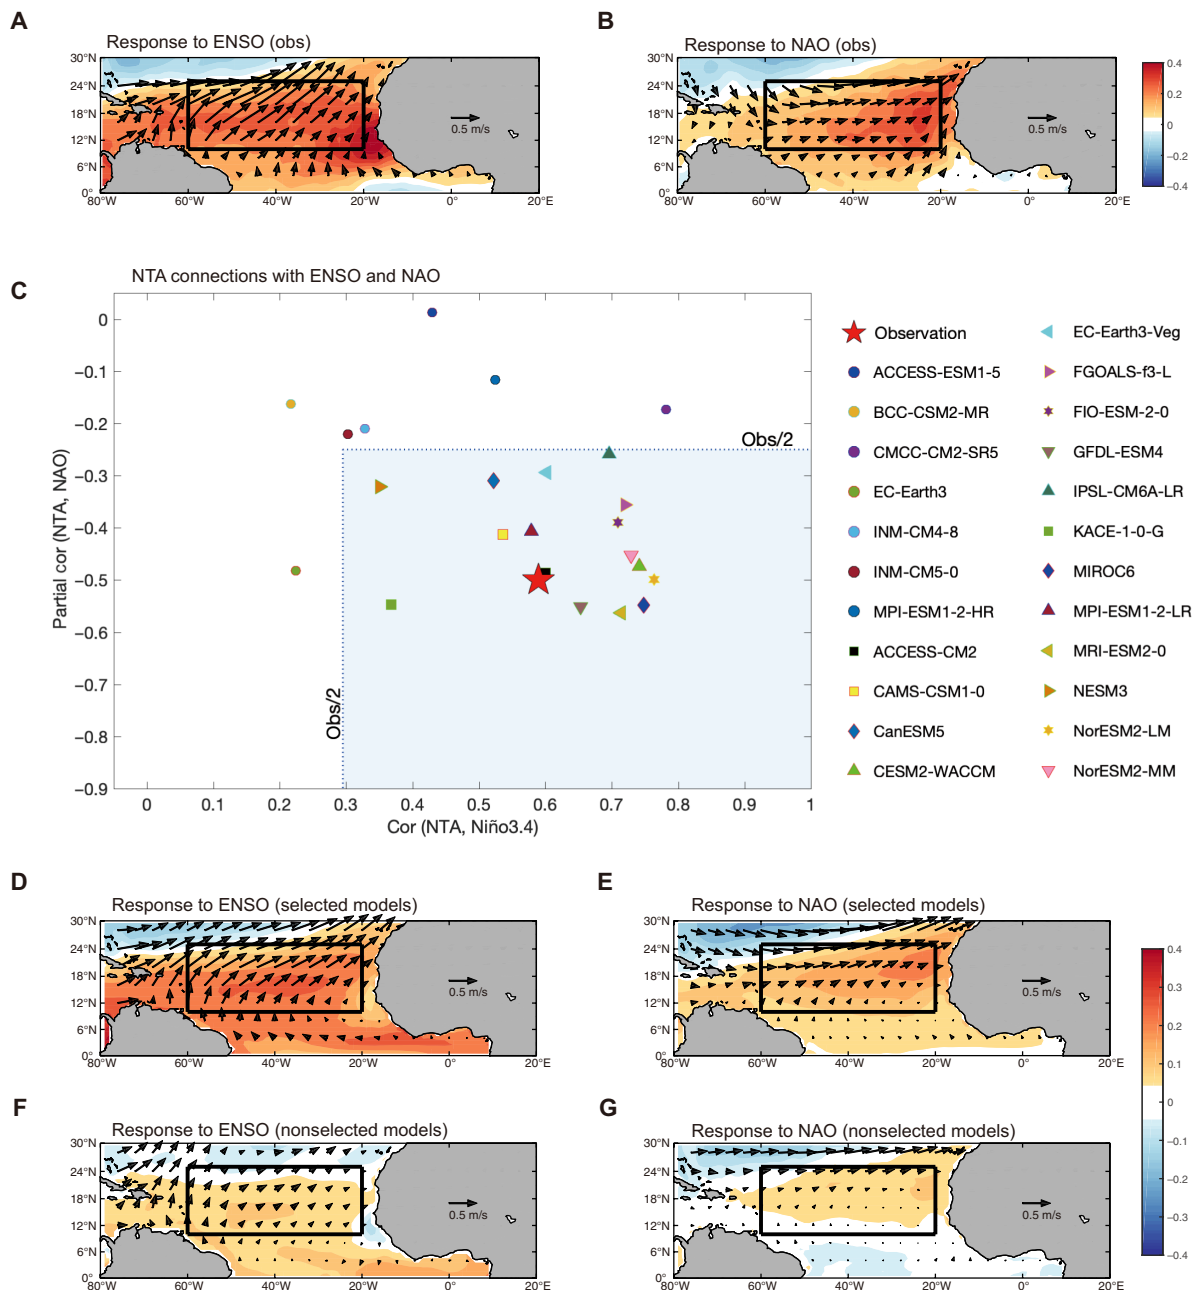 A
Response to ENSO (obs)
30°N
24°N
18°N
12°N
6°N
0°
80°W 60°W 40°W 20°W 0° 20°E
0.5 m/s
B
Response to NAO (obs)
30°N
24°N
18°N
12°N
6°N
0°
80°W 60°W 40°W 20°W 0° 20°E
0.5 m/s
0.4
0.2
0
−0.2
−0.4
C
NTA connections with ENSO and NAO
Partial cor (NTA, NAO)
0
−0.1
−0.2
−0.3
−0.4
−0.5
−0.6
−0.7
−0.8
−0.9
Obs/2
Obs/2
0 0.1 0.2 0.3 0.4 0.5 0.6 0.7 0.8 0.9 1
Cor (NTA, Niño3.4)
Observation
ACCESS-ESM1-5
BCC-CSM2-MR
CMCC-CM2-SR5
EC-Earth3
INM-CM4-8
INM-CM5-0
MPI-ESM1-2-HR
ACCESS-CM2
CAMS-CSM1-0
CanESM5
CESM2-WACCM
EC-Earth3-Veg
FGOALS-f3-L
FIO-ESM-2-0
GFDL-ESM4
IPSL-CM6A-LR
KACE-1-0-G
MIROC6
MPI-ESM1-2-LR
MRI-ESM2-0
NESM3
NorESM2-LM
NorESM2-MM
D
Response to ENSO (selected models)
30°N
24°N
18°N
12°N
6°N
0°
80°W 60°W 40°W 20°W 0° 20°E
0.5 m/s
E
Response to NAO (selected models)
30°N
24°N
18°N
12°N
6°N
0°
80°W 60°W 40°W 20°W 0° 20°E
0.5 m/s
F
Response to ENSO (nonselected models)
30°N
24°N
18°N
12°N
6°N
0°
80°W 60°W 40°W 20°W 0° 20°E
0.5 m/s
G
Response to NAO (nonselected models)
30°N
24°N
18°N
12°N
6°N
0°
80°W 60°W 40°W 20°W 0° 20°E
0.5 m/s
0.4
0.3
0.2
0.1
0
−0.1
−0.2
−0.3
−0.4